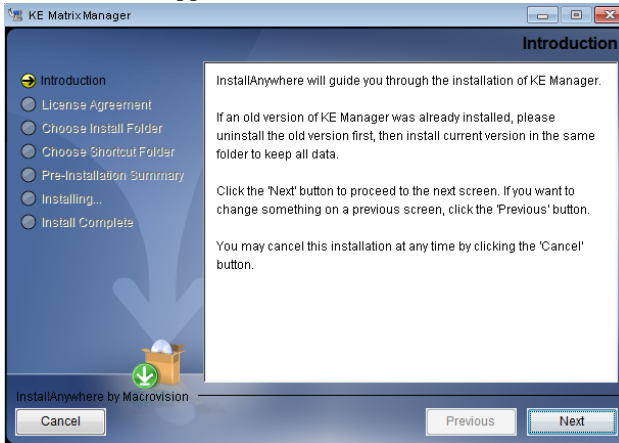 KE MatrixManager
Introduction
Introduction
License Agreement
Choose Install Folder
Choose Shortcut Folder
Pre-Installation Summary
Installing...
Install Complete
InstallAnywhere will guide you through the installation of KE Manager.
If an old version of KE Manager was already installed, please
uninstall the old version first, then install current version in the same
folder to keep all data.
Click the 'Next' button to proceed to the next screen. If you want to
change something on a previous screen, click the 'Previous' button.
You may cancel this installation at any time by clicking the 'Cancel'
button.
InstallAnywhere by Macrovision
Cancel
Previous
Next